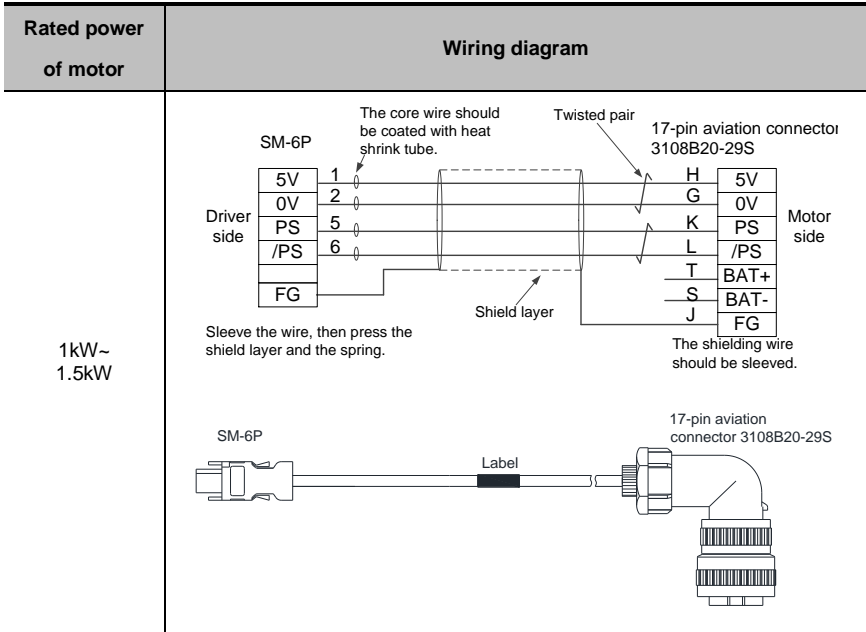 Rated power
of motor
Wiring diagram
1kW~
1.5kW
The core wire should
be coated with heat
shrink tube.
Twisted pair
17-pin aviation connector
3108B20-29S
SM-6P
5V 1 H 5V
0V 2 G 0V
Driver
side
PS 5 K PS
Motor
side
/PS 6 L /PS
T BAT+
FG
S BAT-
J FG
Shield layer
Sleeve the wire, then press the
shield layer and the spring.
The shielding wire
should be sleeved.
SM-6P
Label
17-pin aviation
connector 3108B20-29S